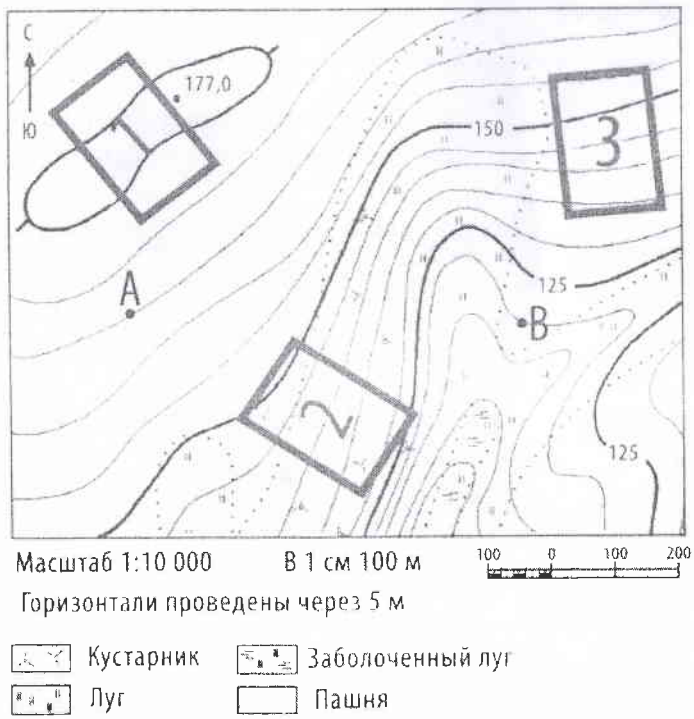 С
Ю
177,0
150
3
A
125
B
2
125
Масштаб 1:10 000 В 1 см 100 м
100 0 100 200
Горизонтали проведены через 5 м
Кустарник
Заболоченный луг
Луг
Пашня